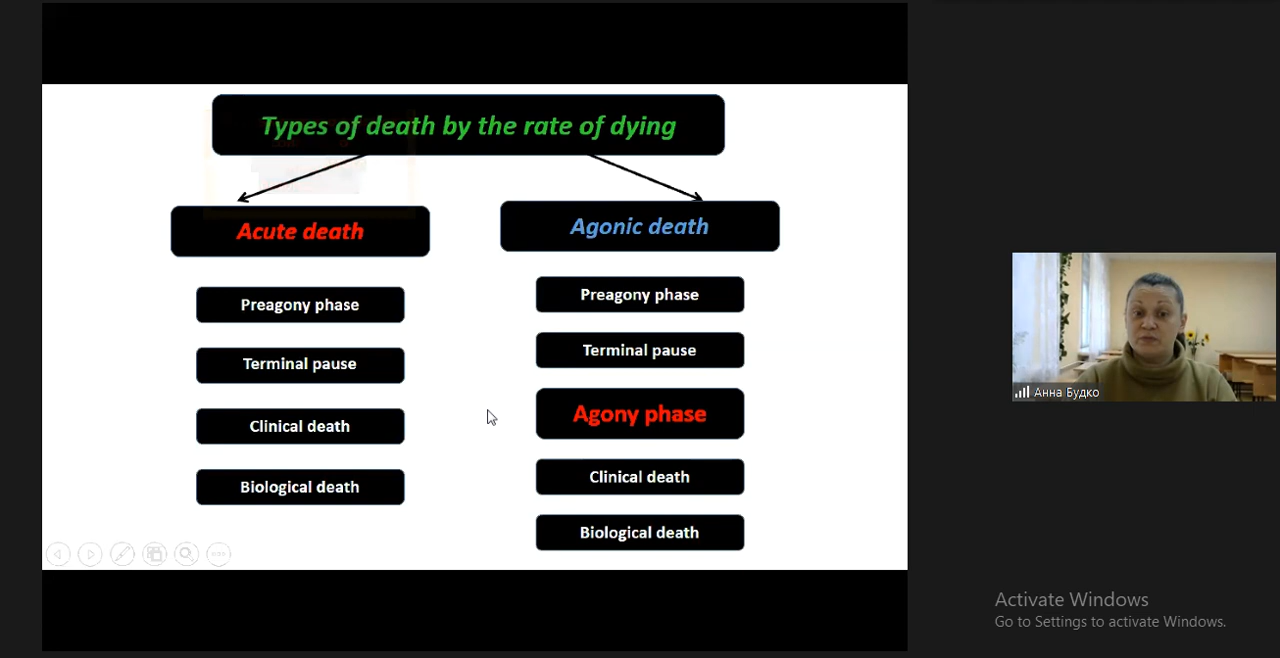 Types of death by the rate of dying
Acute death
Agonic death
Preagony phase
Terminal pause
Clinical death
Biological death
Preagony phase
Terminal pause
Agony phase
Clinical death
Biological death
Анна Будко
Activate Windows
Go to Settings to activate Windows.